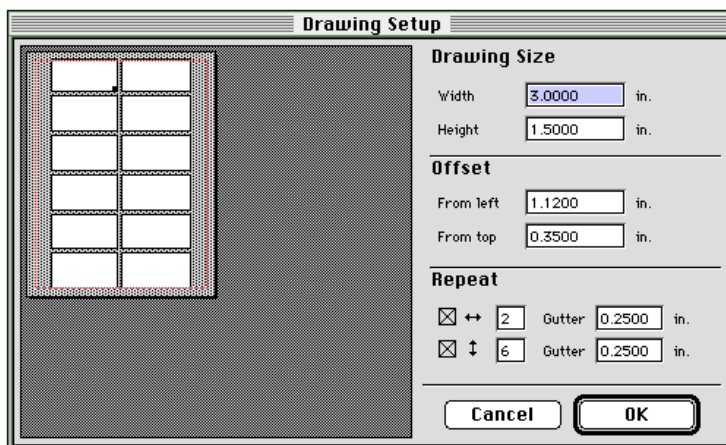 Drawing Setup
Drawing Size
Width 3.0000 in.
Height 1.5000 in.
Offset
From left 1.1200 in.
From top 0.3500 in.
Repeat
2 Gutter 0.2500 in.
6 Gutter 0.2500 in.
Cancel OK